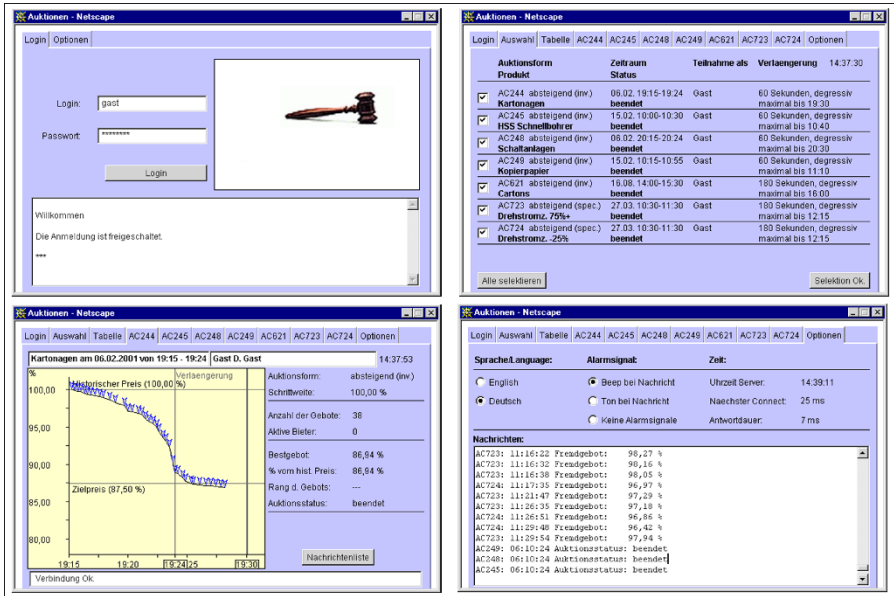 Auktionen - Netscape
Login Optionen
Login: gast
Passwort: ********
Login
Willkommen
Die Anmeldung ist freigeschaltet.
***
Auktionen - Netscape
Login Auswahl Tabelle AC244 AC245 AC248 AC249 AC621 AC723 AC724 Optionen
Auktionsform Zeitraum Teilnahme als Verlaengerung 14:37:30
Produkt Status
AC244 absteigend (inv.) 06.02. 19:15-19:24 Gast 60 Sekunden, degressiv
Kartonagen beendet maximal bis 19:30
AC245 absteigend (inv.) 15.02. 10:00-10:30 Gast 60 Sekunden, degressiv
HSS Schnellbohrer beendet maximal bis 10:40
AC248 absteigend (inv.) 06.02. 20:15-20:24 Gast 60 Sekunden, degressiv
Schaltanlagen beendet maximal bis 20:30
AC249 absteigend (inv.) 15.02. 10:15-10:55 Gast 60 Sekunden, degressiv
Kopierpapier beendet maximal bis 11:10
AC621 absteigend (inv.) 16.08. 14:00-15:30 Gast 180 Sekunden, degressiv
Cartons beendet maximal bis 16:00
AC723 absteigend (spec.) 27.03. 10:30-11:30 Gast 180 Sekunden, degressiv
Drehstromz. 75%+ beendet maximal bis 12:15
AC724 absteigend (spec.) 27.03. 10:30-11:30 Gast 180 Sekunden, degressiv
Drehstromz. -25% beendet maximal bis 12:15
Alle selektieren Selektion Ok.
Auktionen - Netscape
Login Auswahl Tabelle AC244 AC245 AC248 AC249 AC621 AC723 AC724 Optionen
Kartonagen am 06.02.2001 von 19:15 - 19:24 Gast D. Gast 14:37:53
% Verlaengerung
100,00 Historischer Preis (100,00 %)
95,00
90,00
Zielpreis (87,50 %)
85,00
80,00
19:15 19:20 19:24 25 19:30
Auktionsform: absteigend (inv.)
Schrittweite: 100,00 %
Anzahl der Gebote: 38
Aktive Bieter: 0
Bestgebot: 86,94 %
% vom hist. Preis: 86,94 %
Rang d. Gebots: ---
Auktionsstatus: beendet
Nachrichtenliste
Verbindung Ok.
Auktionen - Netscape
Login Auswahl Tabelle AC244 AC245 AC248 AC249 AC621 AC723 AC724 Optionen
Sprache/Language: Alarmsignal: Zeit:
English Beep bei Nachricht Uhrzeit Server: 14:39:11
Deutsch Ton bei Nachricht Naechster Connect: 25 ms
Keine Alarmsignale Antwortdauer: 7 ms
Nachrichten:
AC723: 11:16:22 Fremdgebot: 98,27 %
AC723: 11:16:32 Fremdgebot: 98,16 %
AC723: 11:16:38 Fremdgebot: 98,05 %
AC724: 11:17:35 Fremdgebot: 96,97 %
AC723: 11:21:47 Fremdgebot: 97,29 %
AC723: 11:26:35 Fremdgebot: 97,18 %
AC724: 11:26:51 Fremdgebot: 96,86 %
AC724: 11:29:48 Fremdgebot: 96,42 %
AC723: 11:29:54 Fremdgebot: 97,94 %
AC249: 06:10:24 Auktionsstatus: beendet
AC248: 06:10:24 Auktionsstatus: beendet
AC245: 06:10:24 Auktionsstatus: beendet